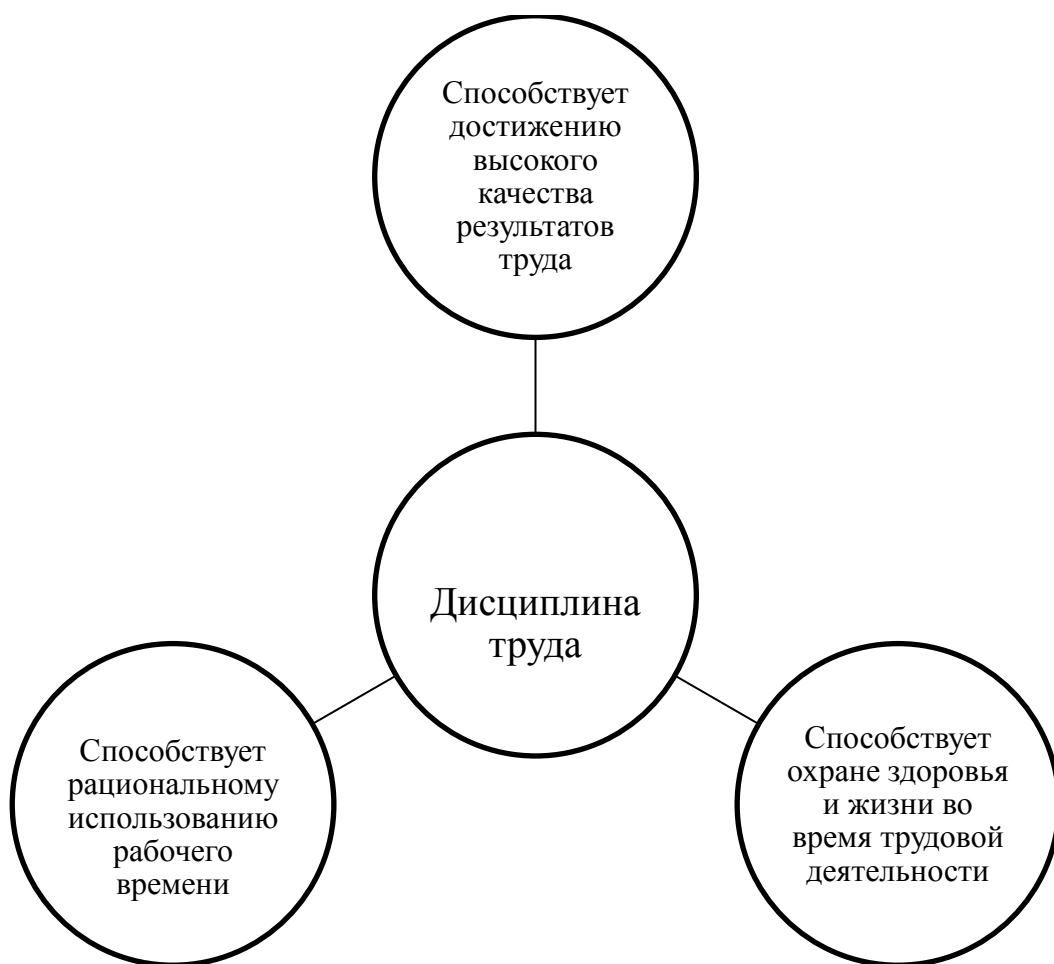 Способствует
достижению
высокого
качества
результатов
труда
Дисциплина
труда
Способствует
рациональному
использованию
рабочего
времени
Способствует
охране здоровья
и жизни во
время трудовой
деятельности